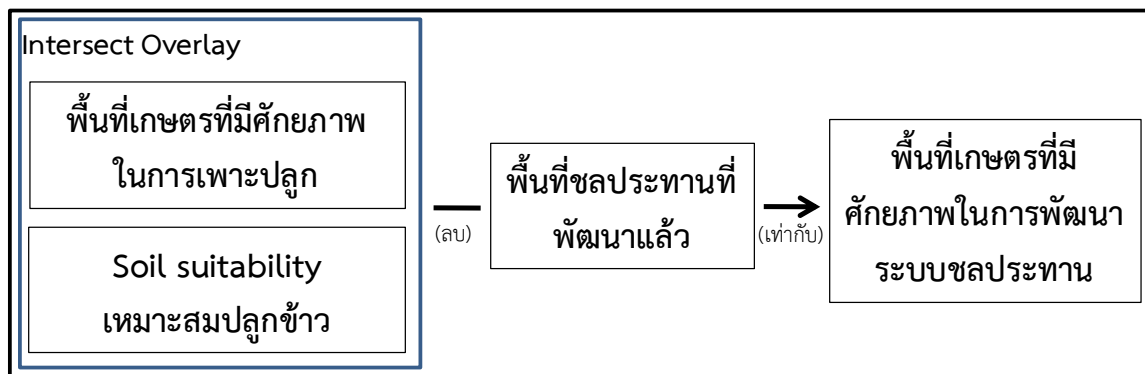 Intersect Overlay
พื้นที่เกษตรที่มีศักยภาพ
ในการเพาะปลูก
Soil suitability
เหมาะสมปลูกข้าว
(ลบ)
พื้นที่ชลประทานที่
พัฒนาแล้ว
(เท่ากับ)
พื้นที่เกษตรที่มี
ศักยภาพในการพัฒนา
ระบบชลประทาน